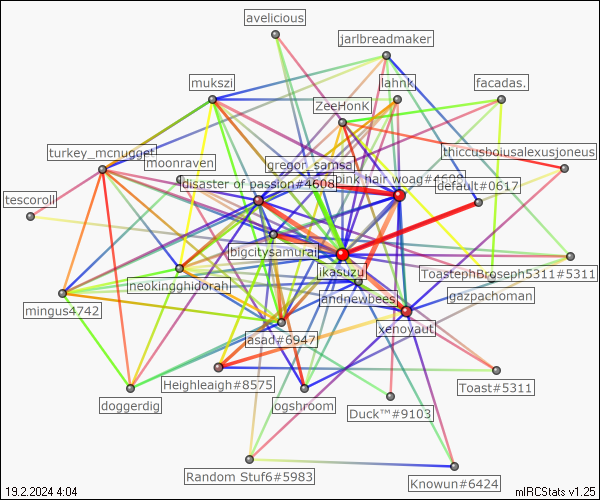 avelicious
jarlbreadmaker
mukszi
lahnk
facadas.
ZeeHonK
turkey_mcnugget
thiccusboiusalexusjoneus
moonraven
gregor_samsa
pink hair woag#4698
disaster of passion#4608
default#0617
tescoroll
bigcitysamurai
ikasuzu
ToastephBroseph5311#5311
neokingghidorah
andnewbees
gazpachoman
mingus4742
xenovaut
asad#6947
Heighleaigh#8575
Toast#5311
doggerdig
ogshroom
Duck™#9103
Random Stuf6#5983
Knowun#6424
19.2.2024 4:04
mIRCStats v1.25